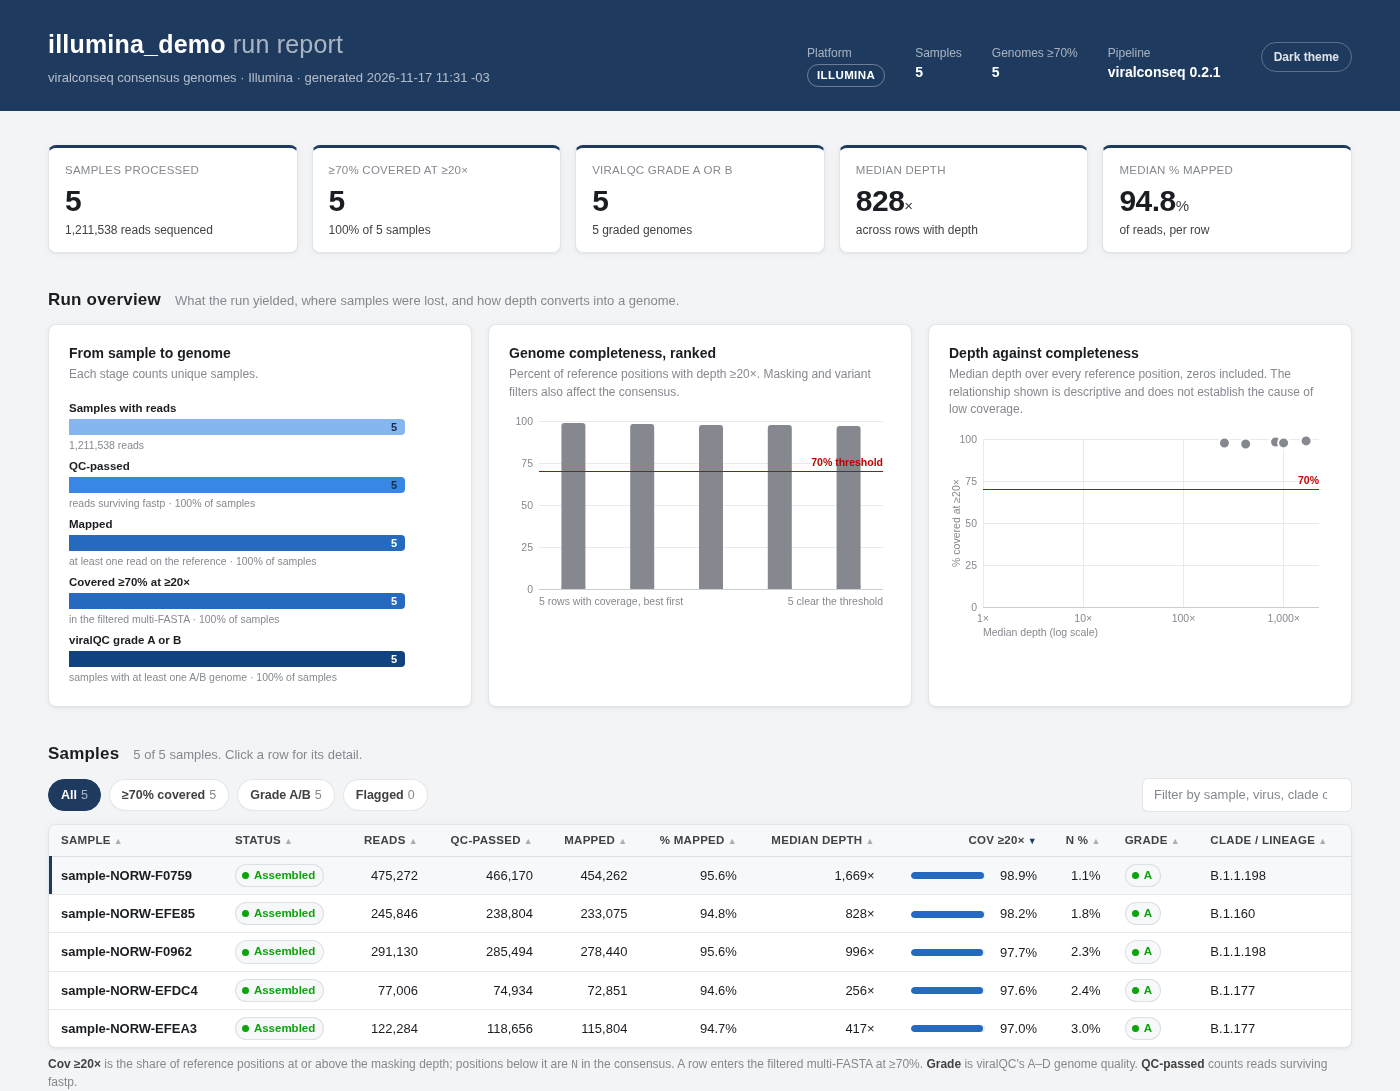 illumina_demo run report
viralconseq consensus genomes · Illumina · generated 2026-11-17 11:31 -03
Platform
ILLUMINA
Samples
5
Genomes ≥70%
5
Pipeline
viralconseq 0.2.1
Dark theme
SAMPLES PROCESSED
5
1,211,538 reads sequenced
≥70% COVERED AT ≥20×
5
100% of 5 samples
VIRALQC GRADE A OR B
5
5 graded genomes
MEDIAN DEPTH
828×
across rows with depth
MEDIAN % MAPPED
94.8%
of reads, per row
Run overview What the run yielded, where samples were lost, and how depth converts into a genome.
From sample to genome
Each stage counts unique samples.
Samples with reads
5
1,211,538 reads
QC-passed
5
reads surviving fastp · 100% of samples
Mapped
5
at least one read on the reference · 100% of samples
Covered ≥70% at ≥20×
5
in the filtered multi-FASTA · 100% of samples
viralQC grade A or B
5
samples with at least one A/B genome · 100% of samples
Genome completeness, ranked
Percent of reference positions with depth ≥20×. Masking and variant
filters also affect the consensus.
100
75
50
25
0
70% threshold
5 rows with coverage, best first
5 clear the threshold
Depth against completeness
Median depth over every reference position, zeros included. The
relationship shown is descriptive and does not establish the cause of
low coverage.
% covered at ≥20×
100
75
50
25
0
70%
1× 10× 100× 1,000×
Median depth (log scale)
Samples 5 of 5 samples. Click a row for its detail.
All 5 ≥70% covered 5 Grade A/B 5 Flagged 0
Filter by sample, virus, clade c
SAMPLE ▲ STATUS ▲ READS ▲ QC-PASSED ▲ MAPPED ▲ % MAPPED ▲ MEDIAN DEPTH ▲ COV ≥20× ▼ N % ▲ GRADE ▲ CLADE / LINEAGE ▲
sample-NORW-F0759 Assembled 475,272 466,170 454,262 95.6% 1,669× 98.9% 1.1% A B.1.1.198
sample-NORW-EFE85 Assembled 245,846 238,804 233,075 94.8% 828× 98.2% 1.8% A B.1.160
sample-NORW-F0962 Assembled 291,130 285,494 278,440 95.6% 996× 97.7% 2.3% A B.1.1.198
sample-NORW-EFDC4 Assembled 77,006 74,934 72,851 94.6% 256× 97.6% 2.4% A B.1.177
sample-NORW-EFEA3 Assembled 122,284 118,656 115,804 94.7% 417× 97.0% 3.0% A B.1.177
Cov ≥20× is the share of reference positions at or above the masking depth; positions below it are N in the consensus. A row enters the filtered multi-FASTA at ≥70%. Grade is viralQC's A–D genome quality. QC-passed counts reads surviving
fastp.